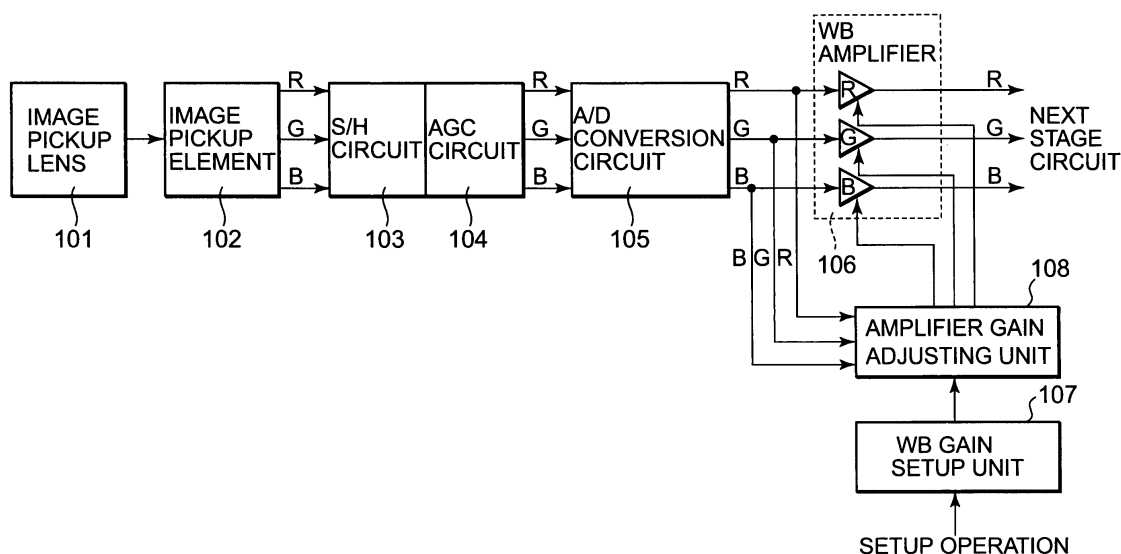 WB
AMPLIFIER
IMAGE
PICKUP
LENS
101
IMAGE
PICKUP
ELEMENT
102
R
G
B
S/H
CIRCUIT
103
AGC
CIRCUIT
104
R
G
B
A/D
CONVERSION
CIRCUIT
105
R
G
B
R
G
B
106
R
G
B
NEXT
STAGE
CIRCUIT
B G R
108
AMPLIFIER GAIN
ADJUSTING UNIT
107
WB GAIN
SETUP UNIT
SETUP OPERATION